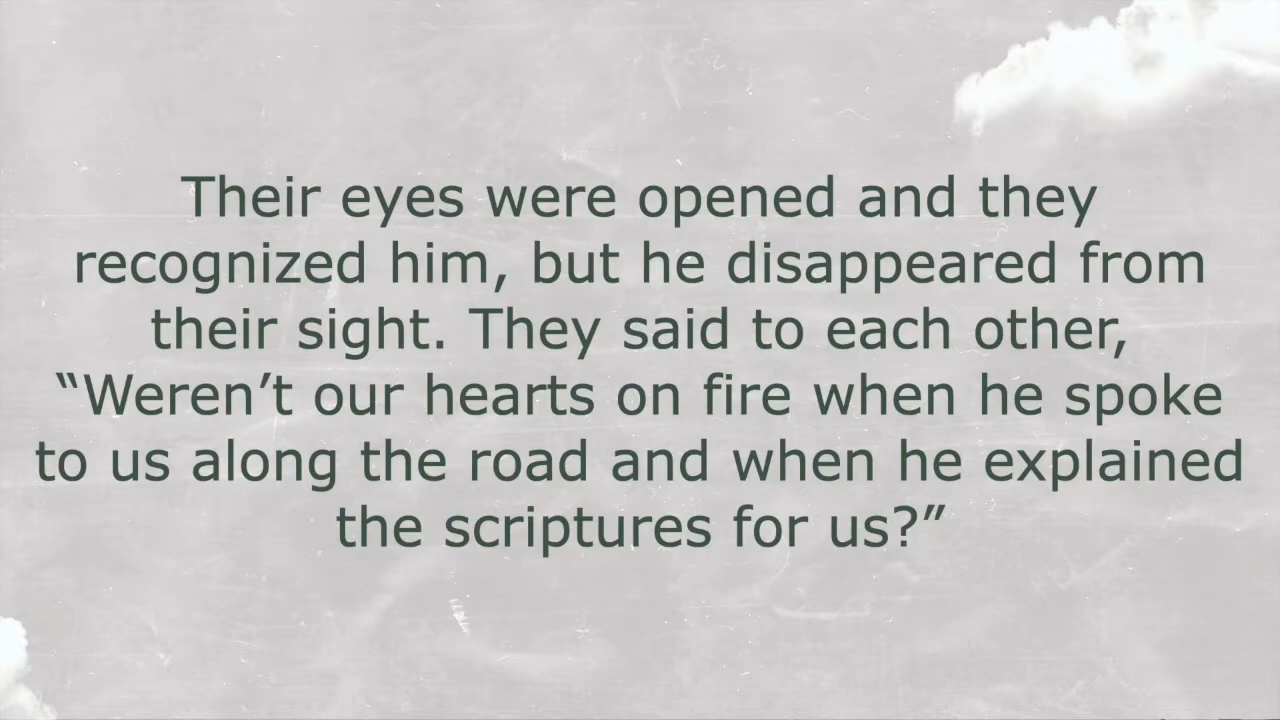 Their eyes were opened and they
recognized him, but he disappeared from
their sight. They said to each other,
“Weren’t our hearts on fire when he spoke
to us along the road and when he explained
the scriptures for us?”